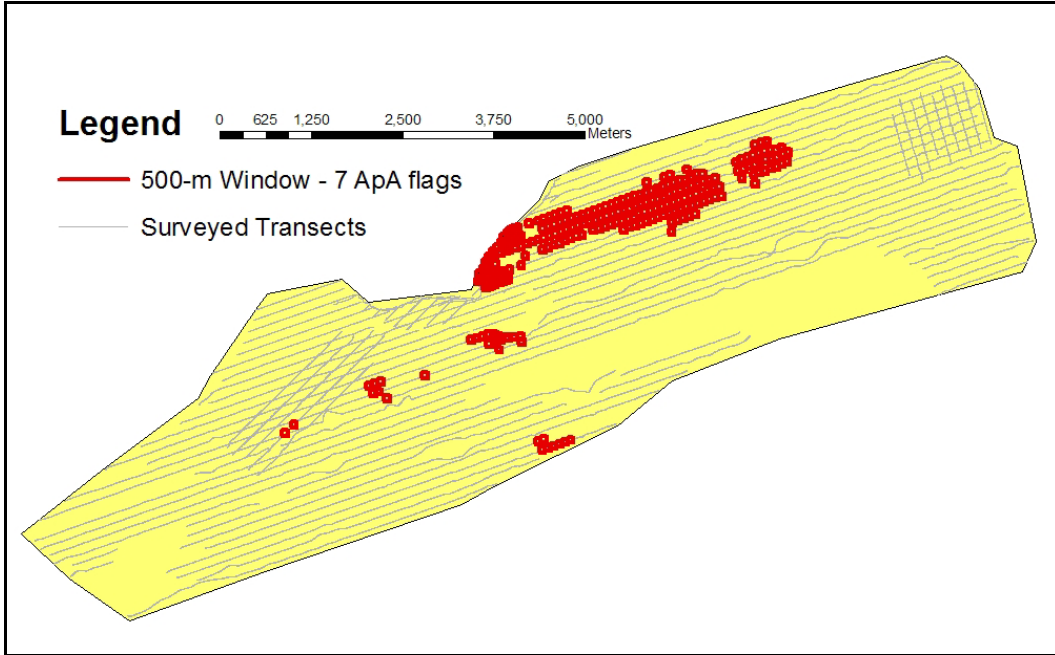 Legend
0 625 1,250 2,500 3,750 5,000
Meters
500-m Window - 7 ApA flags
Surveyed Transects